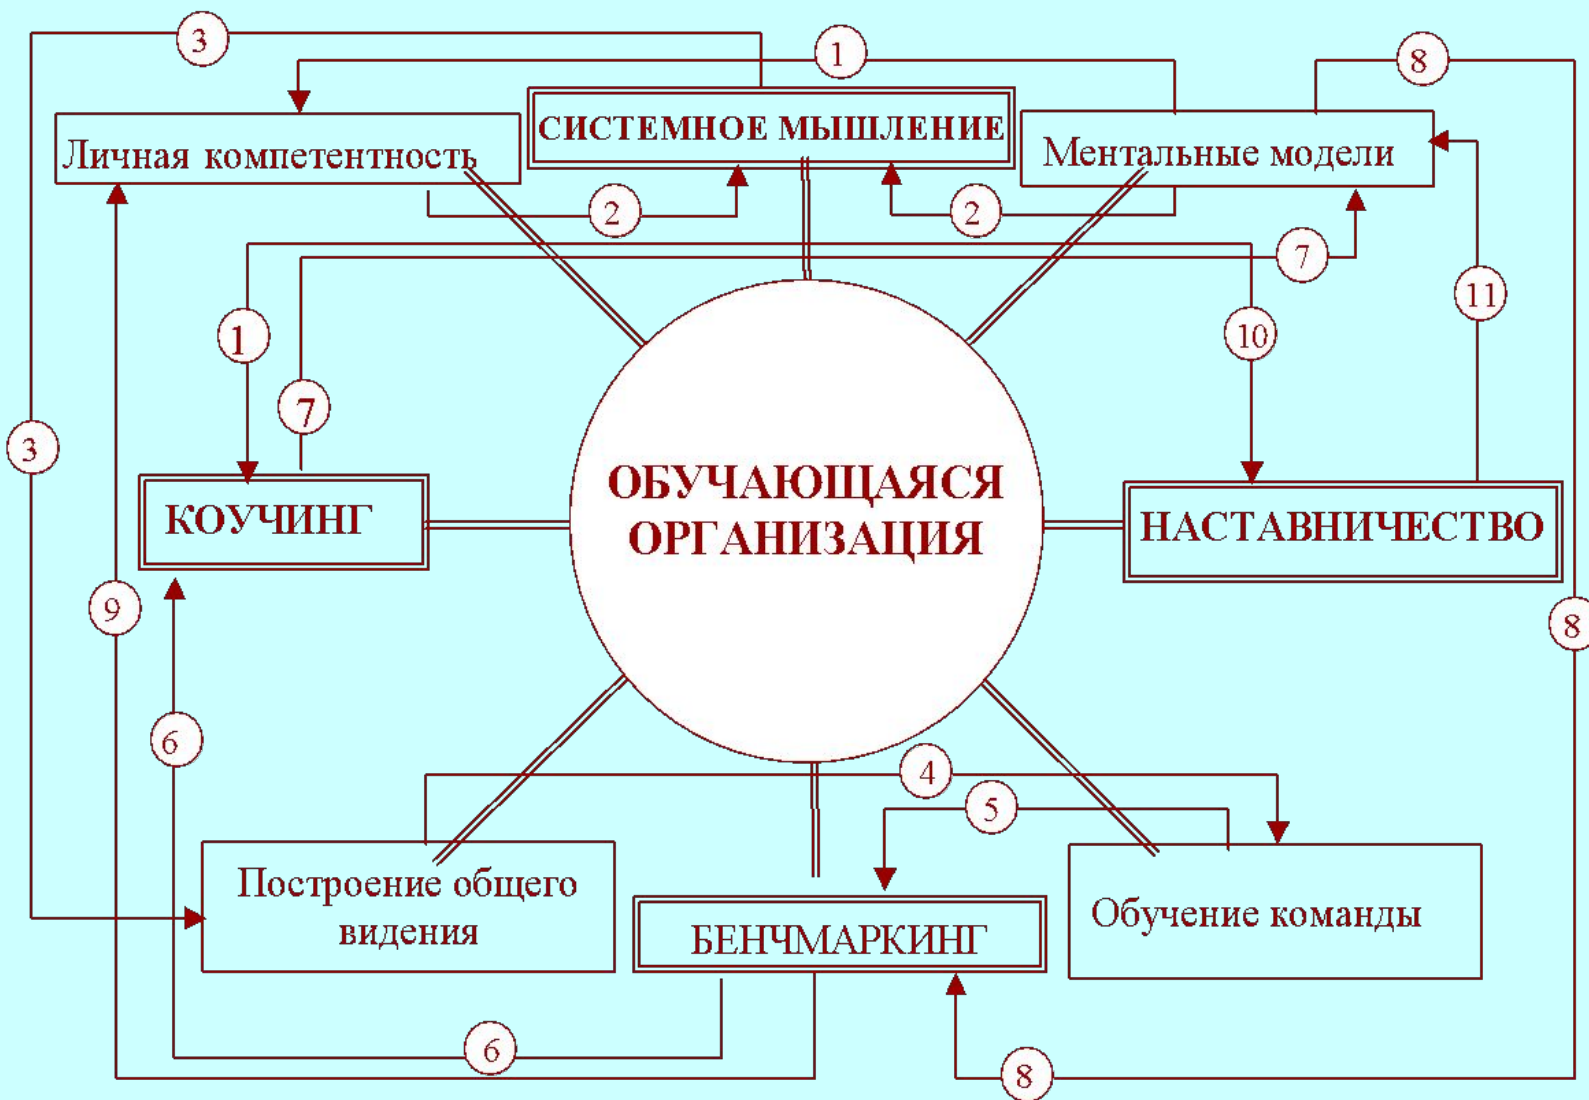 3
1
8
СИСТЕМНОЕ МЫШЛЕНИЕ
Личная компетентность
Ментальные модели
2
2
7
11
1
10
7
3
ОБУЧАЮЩАЯСЯ
ОРГАНИЗАЦИЯ
КОУЧИНГ
НАСТАВНИЧЕСТВО
9
8
6
4
5
Построение общего
видения
БЕНЧМАРКИНГ
Обучение команды
6
8